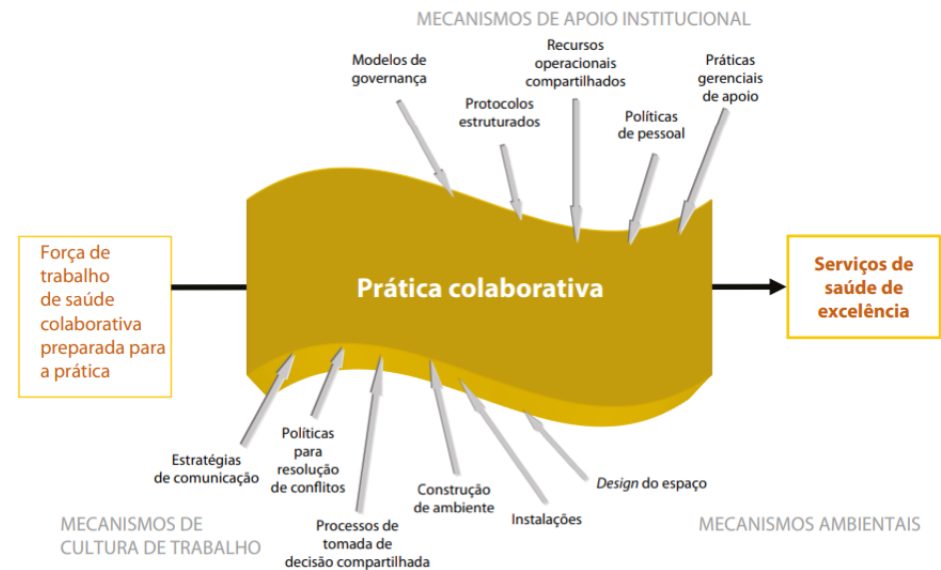 MECANISMOS DE APOIO INSTITUCIONAL
Modelos de
governança
Protocolos
estruturados
Recursos
operacionais
compartilhados
Políticas
de pessoal
Práticas
gerenciais
de apoio
Força de
trabalho
de saúde
colaborativa
preparada para
a prática
Prática colaborativa
Serviços de
saúde de
excelência
Estratégias
de comunicação
Políticas
para
resolução
de conflitos
Processos de
tomada de
decisão compartilhada
Construção
de ambiente
Instalações
Design do espaço
MECANISMOS DE
CULTURA DE TRABALHO
MECANISMOS AMBIENTAIS